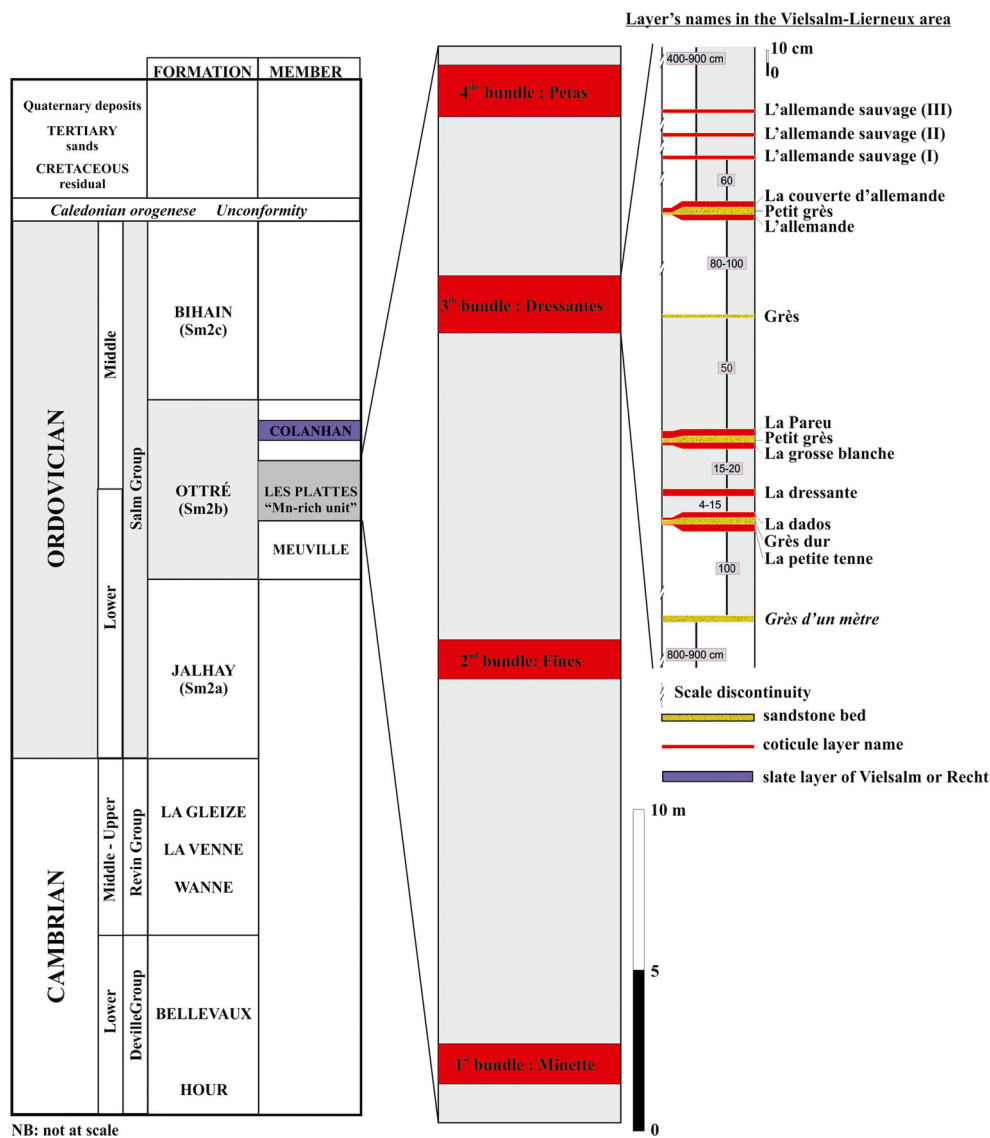 Layer's names in the Vielsalm-Lierneux area
FORMATION
MEMBER
Quaternary deposits
TERTIARY
sands
CRETACEOUS
residual
Caledonian orogenese Unconformity
ORDOVICIAN
Middle
Lower
Salm Group
BIHAIN
(Sm2c)
OTTRÉ
(Sm2b)
JALHAY
(Sm2a)
COLANHAN
LES PLATTES
“Mn-rich unit”
MEUVILLE
CAMBRIAN
Middle - Upper
Lower
Revin Group
DevilleGroup
LA GLEIZE
LA VENNE
WANNE
BELLEVAUX
HOUR
NB: not at scale
4th bundle : Petas
3th bundle : Dressantes
2nd bundle: Fines
1st bundle : Minette
400-900 cm
10 cm
0
L'allemande sauvage (III)
L'allemande sauvage (II)
L'allemande sauvage (I)
60
La couverte d'allemande
Petit grès
L'allemande
80-100
Grès
50
La Pareu
Petit grès
La grosse blanche
15-20
La dressante
4-15
La dados
Grès dur
La petite tenne
100
Grès d'un mètre
800-900 cm
Scale discontinuity
sandstone bed
coticule layer name
slate layer of Vielsalm or Recht
10 m
5
0